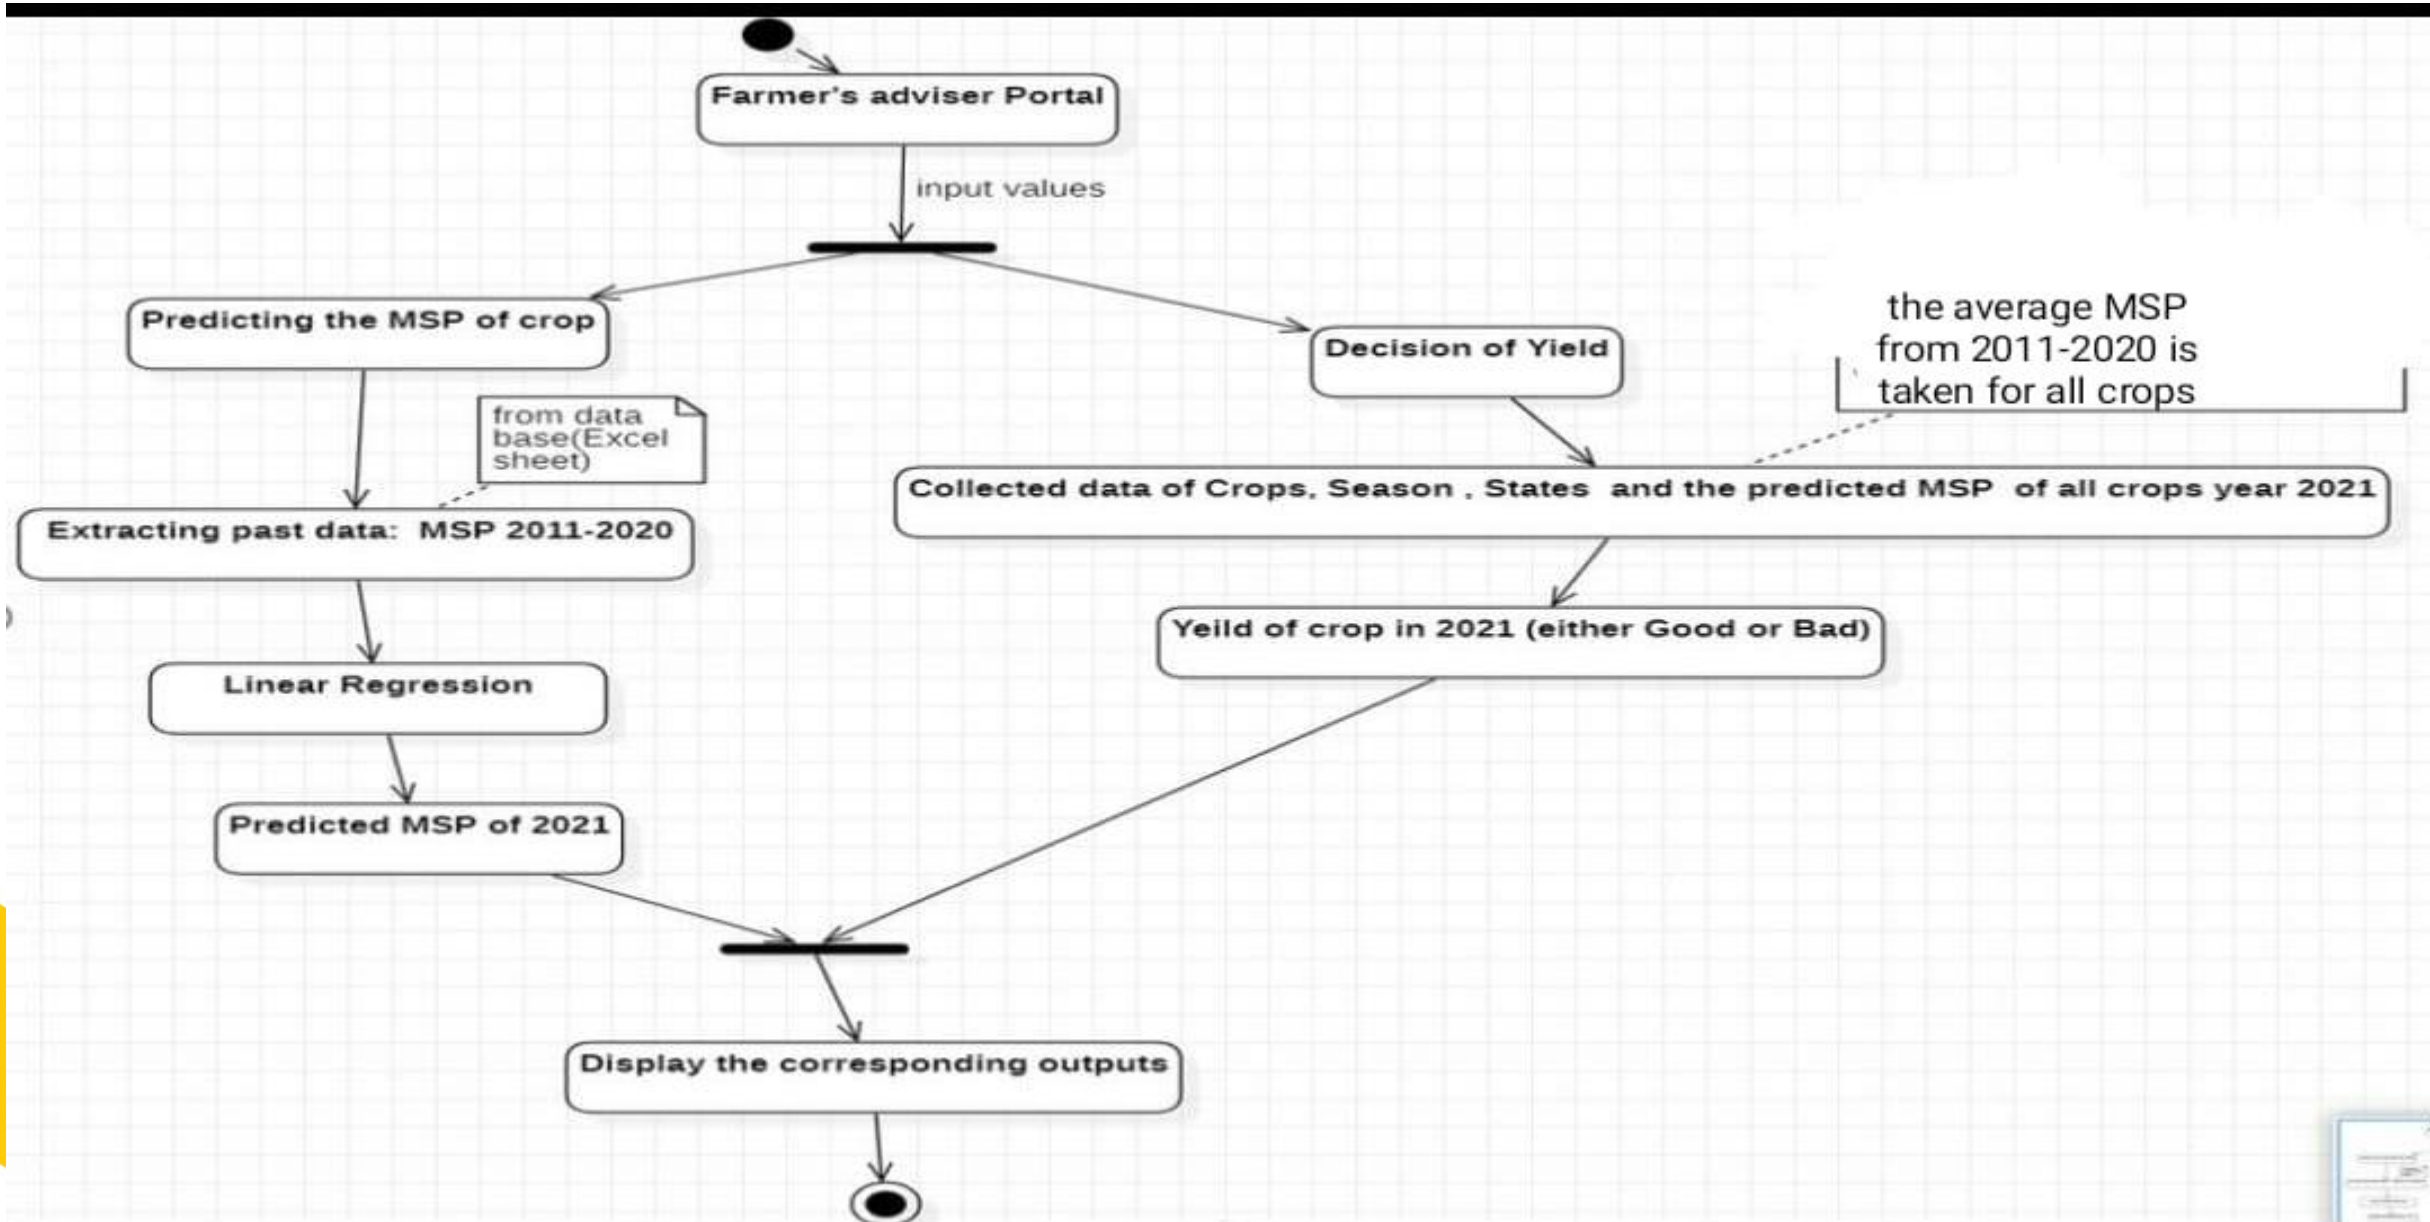 Farmer's adviser Portal
input values
Predicting the MSP of crop
Decision of Yield
the average MSP
from 2011-2020 is
taken for all crops
from data
base(Excel
sheet)
Collected data of Crops, Season , States  and the predicted MSP  of all crops year 2021
Extracting past data:  MSP 2011-2020
Yeild of crop in 2021 (either Good or Bad)
Linear Regression
Predicted MSP of 2021
Display the corresponding outputs